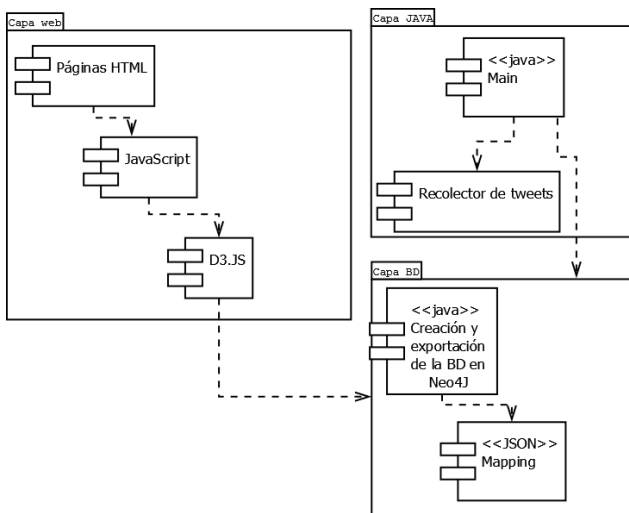 Capa web
Páginas HTML
JavaScript
D3.JS
Capa JAVA
<<java>>
Main
Recolector de tweets
Capa BD
<<java>>
Creación y
exportación
de la BD en
Neo4J
<<JSON>>
Mapping